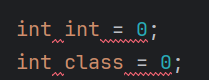 int int = 0;
int class = 0;